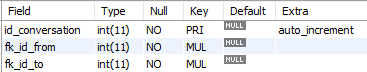 Field Type Null Key Default Extra
id_conversation int(11) NO PRI NULL auto_increment
fk_id_from int(11) NO MUL NULL
fk_id_to int(11) NO MUL NULL